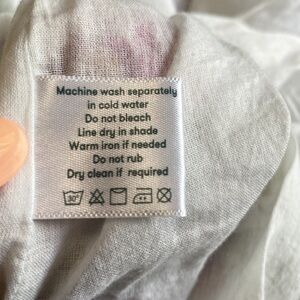 Machine wash separately
in cold water
Do not bleach
Line dry in shade
Warm iron if needed
Do not rub
Dry clean if required
30°